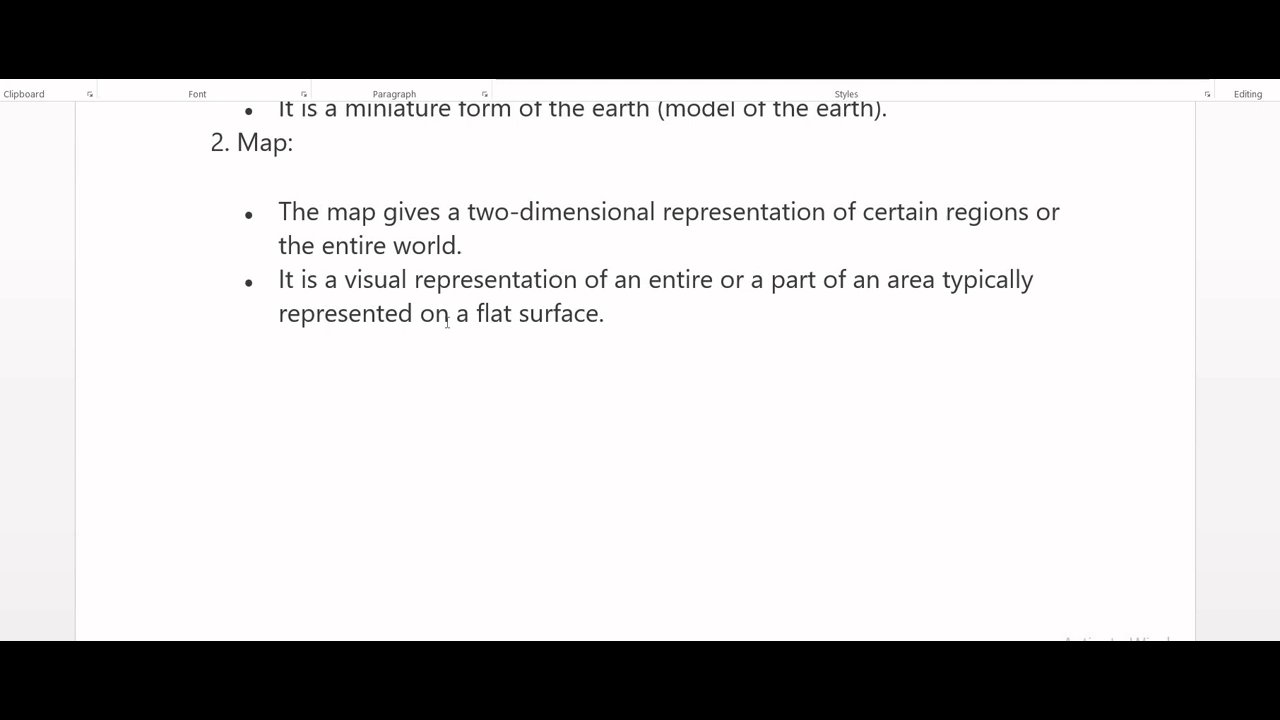 Clipboard Font Paragraph Styles Editing
• It is a miniature form of the earth (model of the earth).
2. Map:
• The map gives a two-dimensional representation of certain regions or
the entire world.
• It is a visual representation of an entire or a part of an area typically
represented on a flat surface.